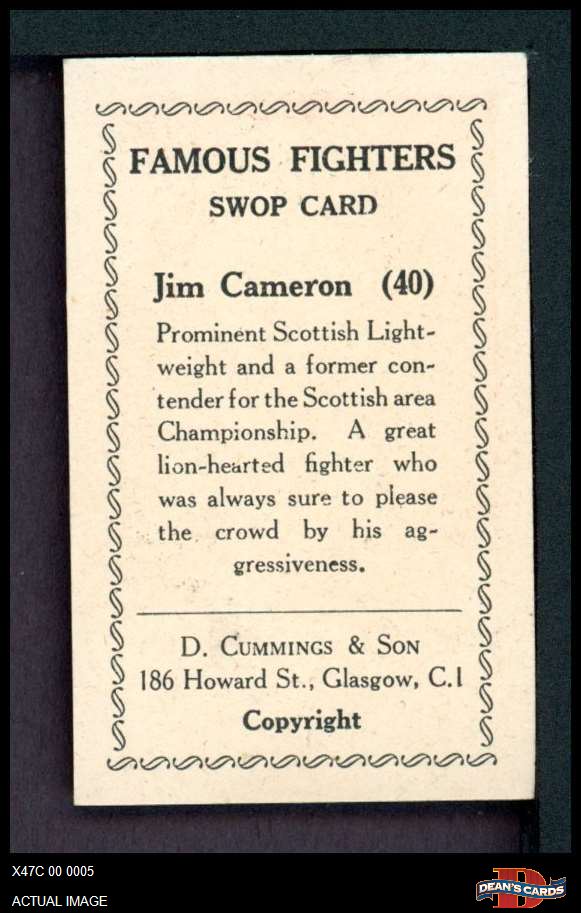 FAMOUS FIGHTERS
SWOP CARD
Jim Cameron (40)
Prominent Scottish Light-
weight and a former con-
tender for the Scottish area
Championship. A great
lion-hearted fighter who
was always sure to please
the crowd by his ag-
gressiveness.
D. CUMMINGS & SON
186 Howard St., Glasgow, C.1
Copyright
X47C 00 0005
ACTUAL IMAGE
D
DEAN'S CARDS